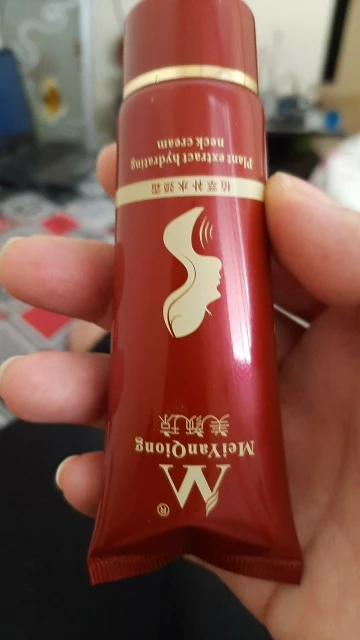 ®
MeiYanQiong
美颜琼
植萃补水颈霜
Plant extract hydrating
neck cream